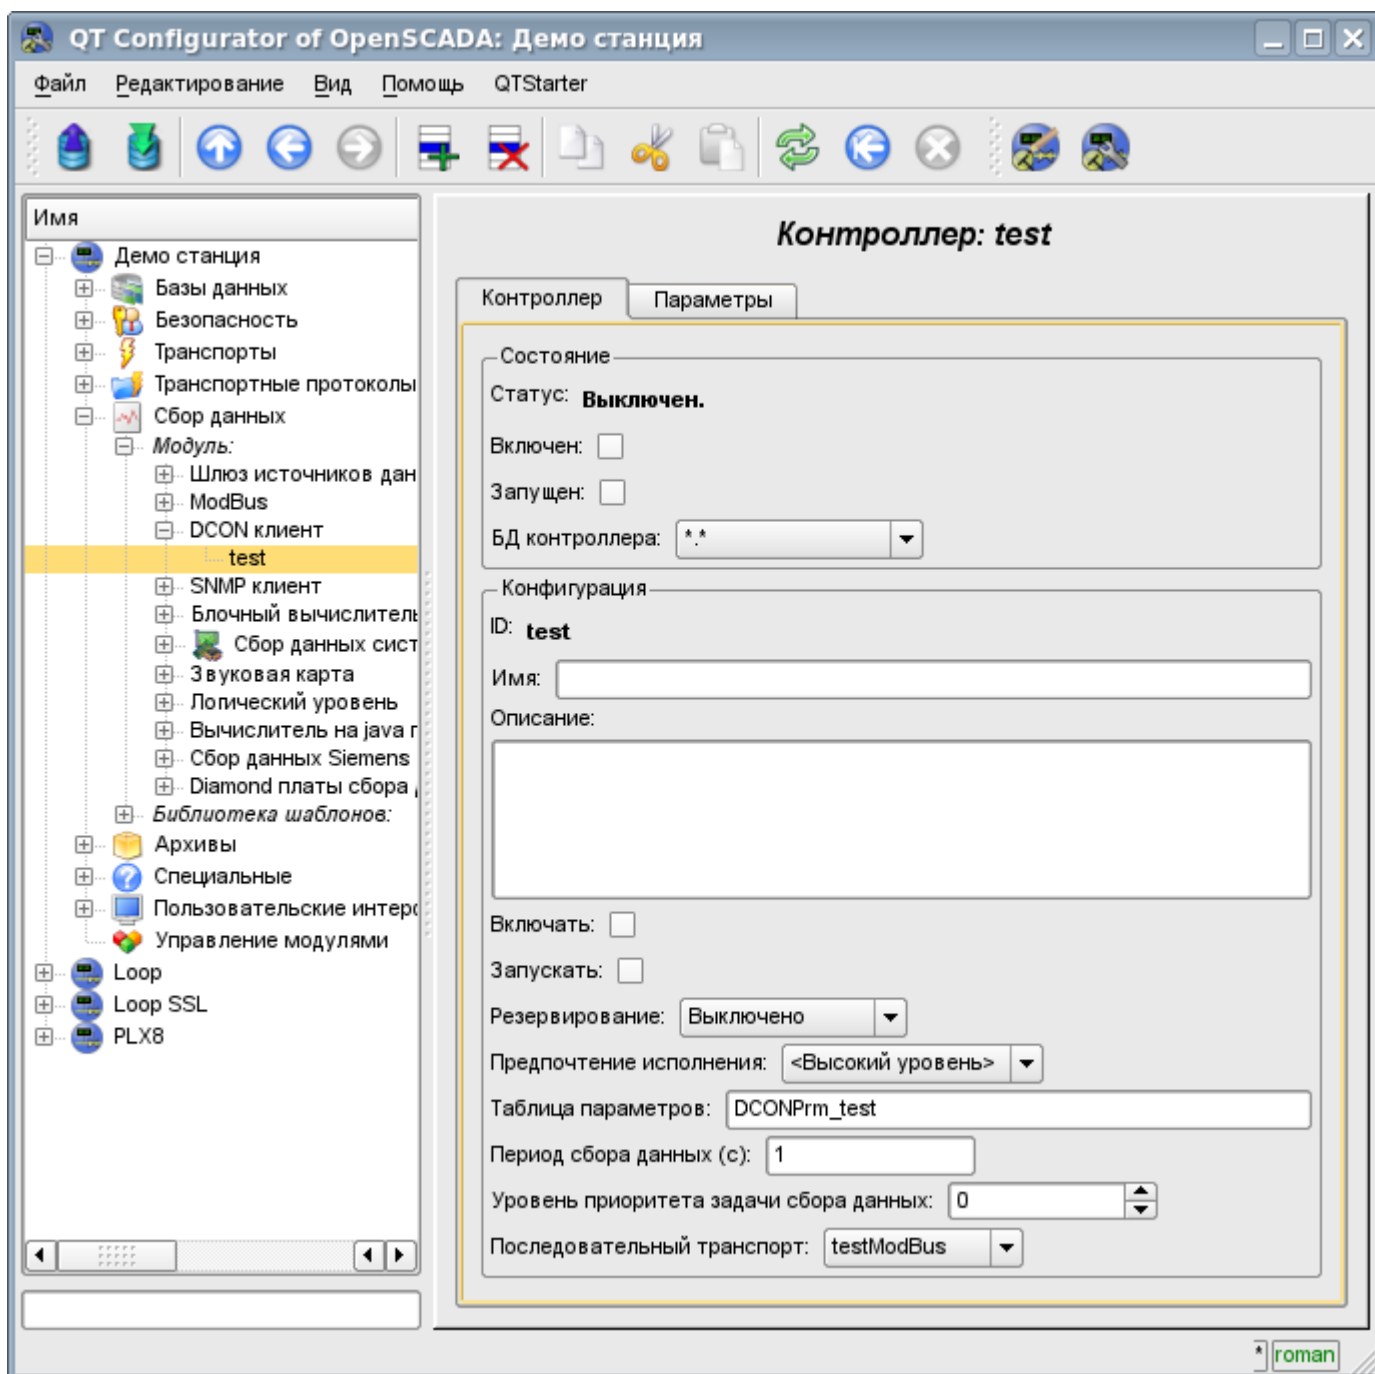 QT Configurator of OpenSCADA: Демо станция
Файл Редактирование Вид Помощь QTStarter
Имя
Демо станция
Базы данных
Безопасность
Транспорты
Транспортные протоколы
Сбор данных
Модуль:
Шлюз источников дан
ModBus
DCON клиент
test
SNMP клиент
Блочный вычислитель
Сбор данных сист
Звуковая карта
Логический уровень
Вычислитель на java
Сбор данных Siemens
Diamond платы сбора
Библиотека шаблонов:
Архивы
Специальные
Пользовательские интер
Управление модулями
Loop
Loop SSL
PLX8
Контроллер: test
Контроллер Параметры
Состояние
Статус: Выключен.
Включен:
Запущен:
БД контроллера: *.*
Конфигурация
ID: test
Имя:
Описание:
Включать:
Запускать:
Резервирование: Выключено
Предпочтение исполнения: <Высокий уровень>
Таблица параметров: DCONPrm_test
Период сбора данных (с): 1
Уровень приоритета задачи сбора данных: 0
Последовательный транспорт: testModBus
* roman